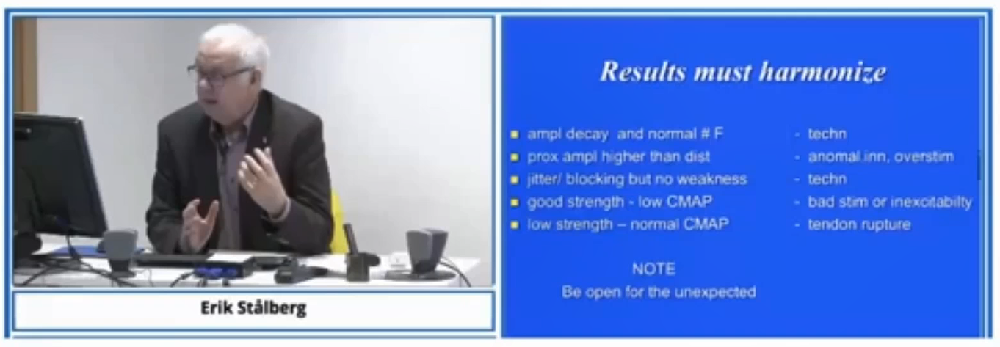 Results must harmonize
ampl decay and normal # F - techn
prox ampl higher than dist - anomal.inn, overstim
jitter/ blocking but no weakness - techn
good strength - low CMAP - bad stim or inexcitabilty
low strength – normal CMAP - tendon rupture
NOTE
Be open for the unexpected
Erik Stålberg